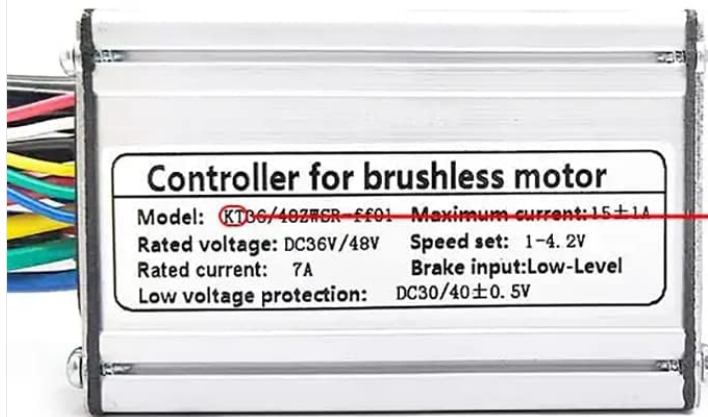 Controller for brushless motor
Model: KT36/48ZWSR-ff01 Maximum current:15±1A
Rated voltage: DC36V/48V Speed set: 1-4.2V
Rated current: 7A Brake input:Low-Level
Low voltage protection: DC30/40±0.5V